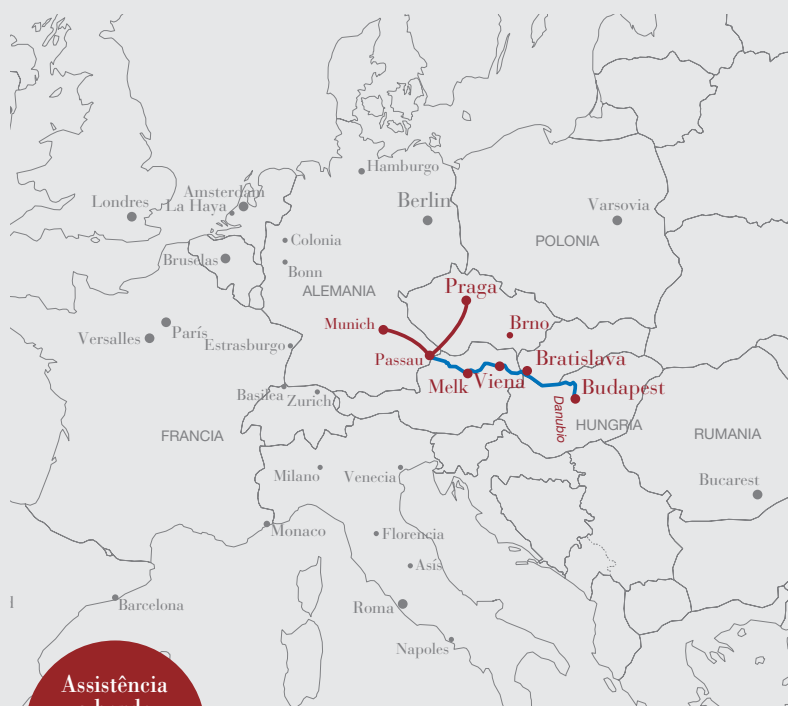 Hamburgo
Amsterdam
Londres
La Haya
Berlin
Varsovia
Colonia
POLONIA
Bruselas
Bonn
ALEMANIA
Praga
Munich
Brno
París
Versalles
Estrasburgo
Passau
Bratislava
Melk
Viena
Budapest
Basilea
Zurich
Danubio
HUNGRIA
FRANCIA
RUMANIA
Milano
Venecia
Bucarest
Monaco
Florencia
Asís
Barcelona
Roma
Napoles
Assistência